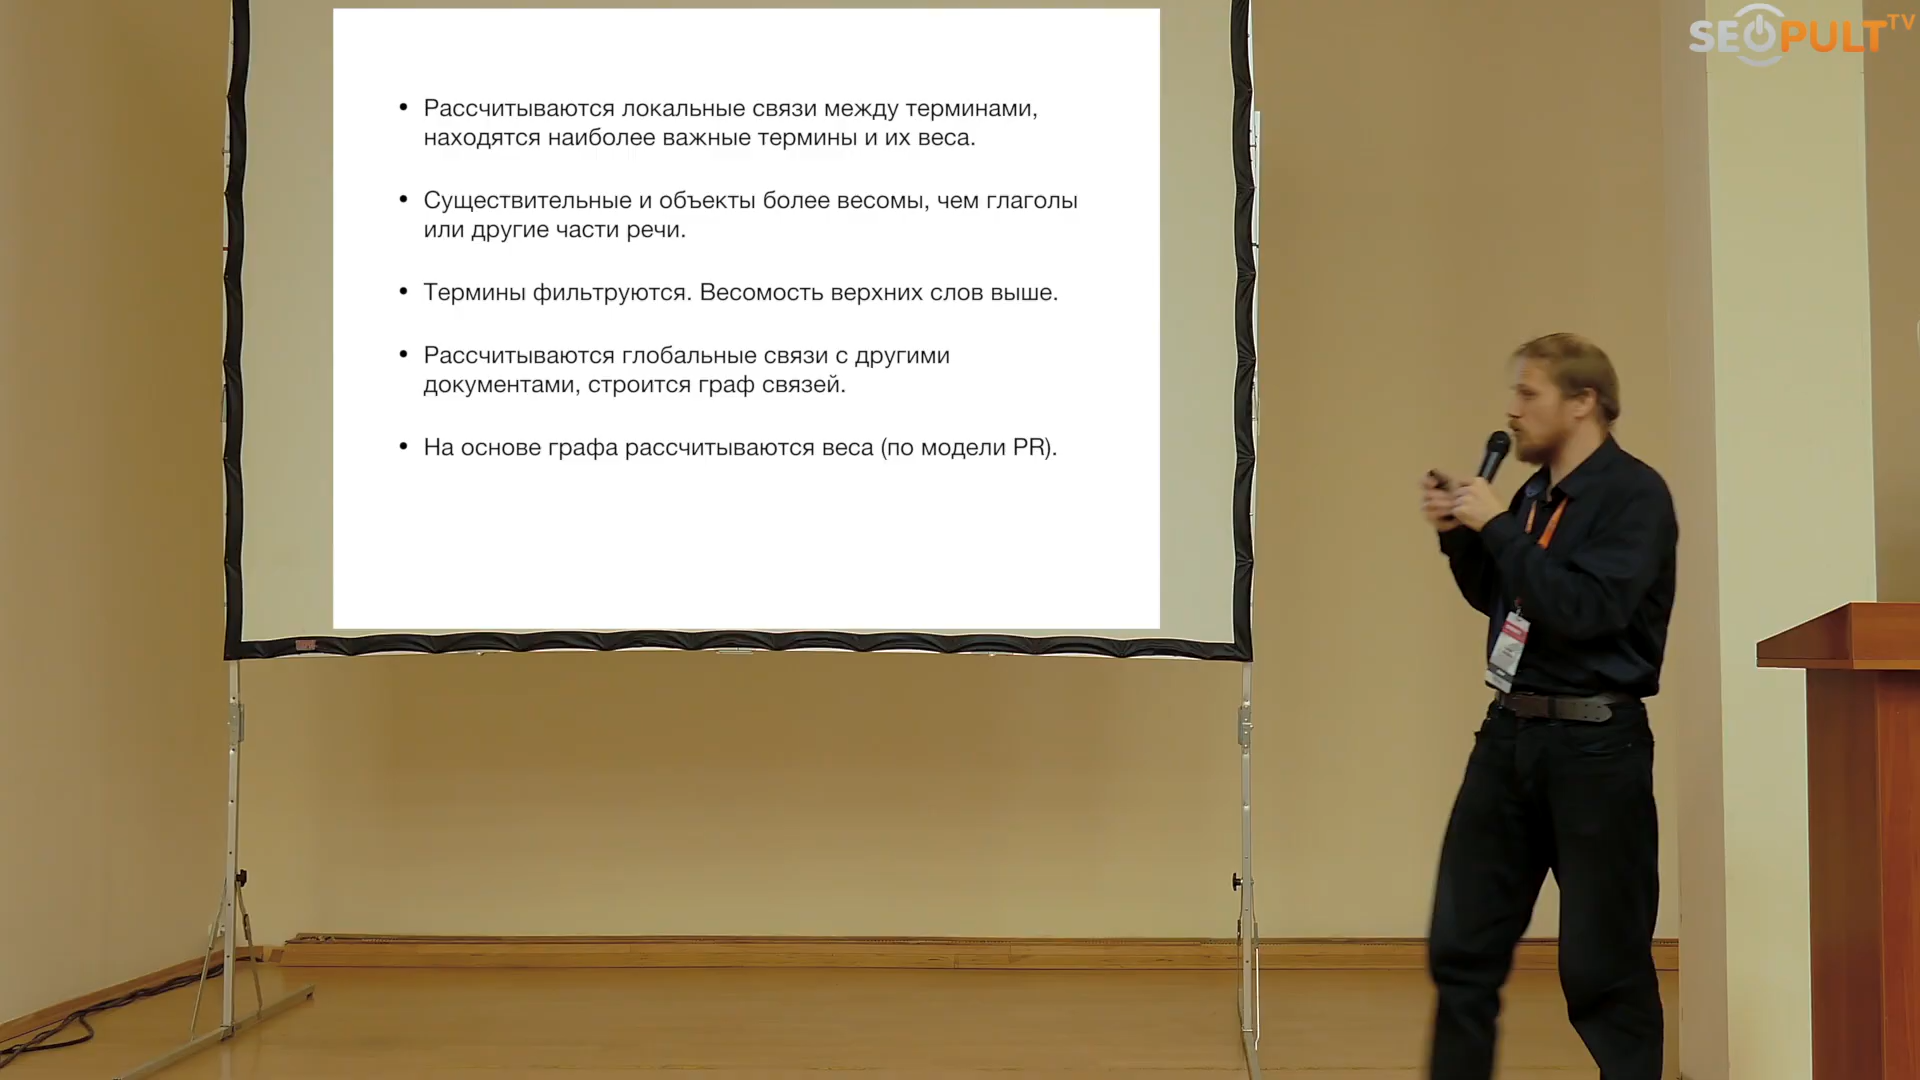 SEOPULT TV
• Рассчитываются локальные связи между терминами,
находятся наиболее важные термины и их веса.
• Существительные и объекты более весомы, чем глаголы
или другие части речи.
• Термины фильтруются. Весомость верхних слов выше.
• Рассчитываются глобальные связи с другими
документами, строится граф связей.
• На основе графа рассчитываются веса (по модели PR).